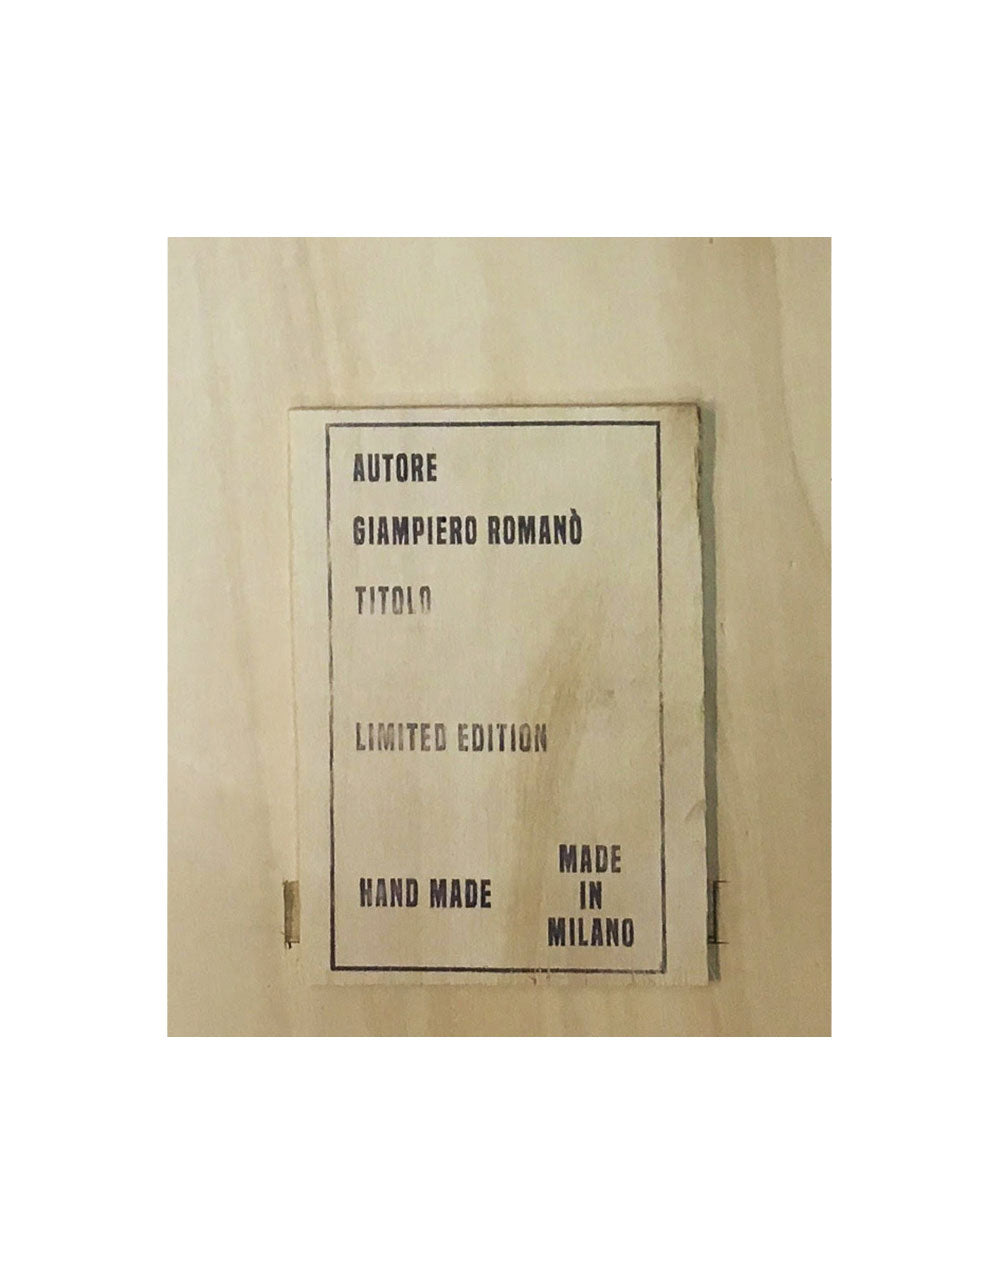 AUTORE
GIAMPIERO ROMANÒ
TITOLO
LIMITED EDITION
HAND MADE
MADE
IN
MILANO